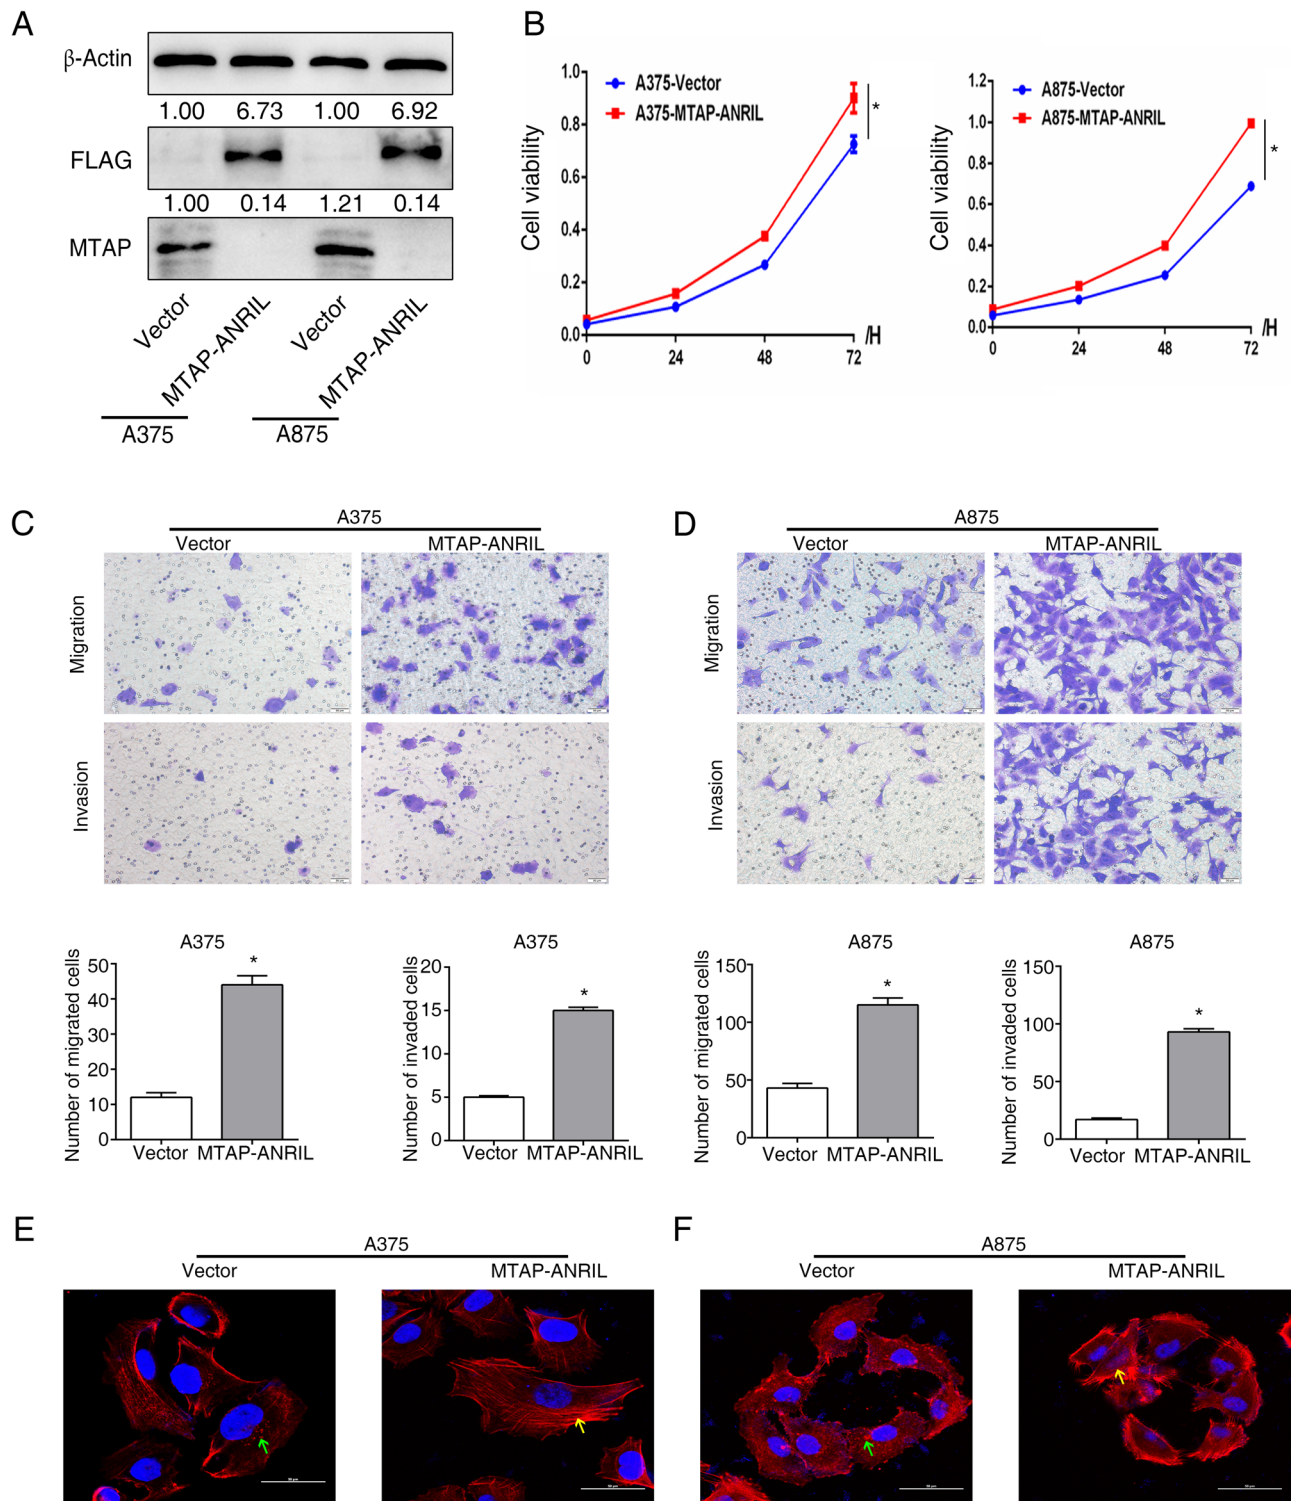 A
β-Actin
1.00 6.73 1.00 6.92
FLAG
1.00 0.14 1.21 0.14
MTAP
Vector
MTAP-ANRIL
Vector
MTAP-ANRIL
A375
A875
B
Cell viability
1.0
0.8
0.6
0.4
0.2
0.0
0 24 48 72 /H
A375-Vector
A375-MTAP-ANRIL
*
Cell viability
1.2
1.0
0.8
0.6
0.4
0.2
0.0
0 24 48 72 /H
A875-Vector
A875-MTAP-ANRIL
*
C
A375
Vector MTAP-ANRIL
Migration
Invasion
A375
Number of migrated cells
50
40
30
20
10
0
*
Vector MTAP-ANRIL
A375
Number of invaded cells
20
15
10
5
0
*
Vector MTAP-ANRIL
D
A875
Vector MTAP-ANRIL
Migration
Invasion
A875
Number of migrated cells
150
100
50
0
*
Vector MTAP-ANRIL
A875
Number of invaded cells
150
100
50
0
*
Vector MTAP-ANRIL
E
A375
Vector MTAP-ANRIL
F
A875
Vector MTAP-ANRIL